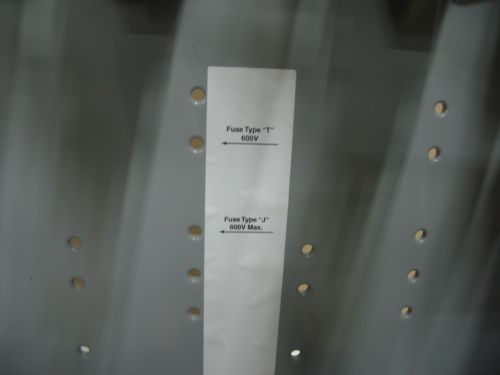 Fuse Type "T"
600V
Fuse Type "J"
600V Max.